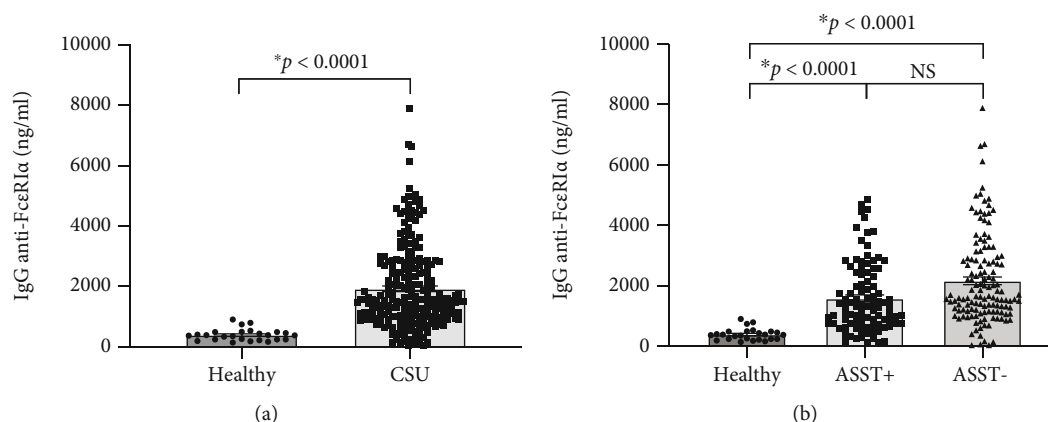 IgG anti-FcεRIα (ng/ml)
10000
8000
6000
4000
2000
0
*p < 0.0001
Healthy
CSU
(a)
IgG anti-FcεRIα (ng/ml)
10000
8000
6000
4000
2000
0
*p < 0.0001
*p < 0.0001
NS
Healthy
ASST+
ASST-
(b)